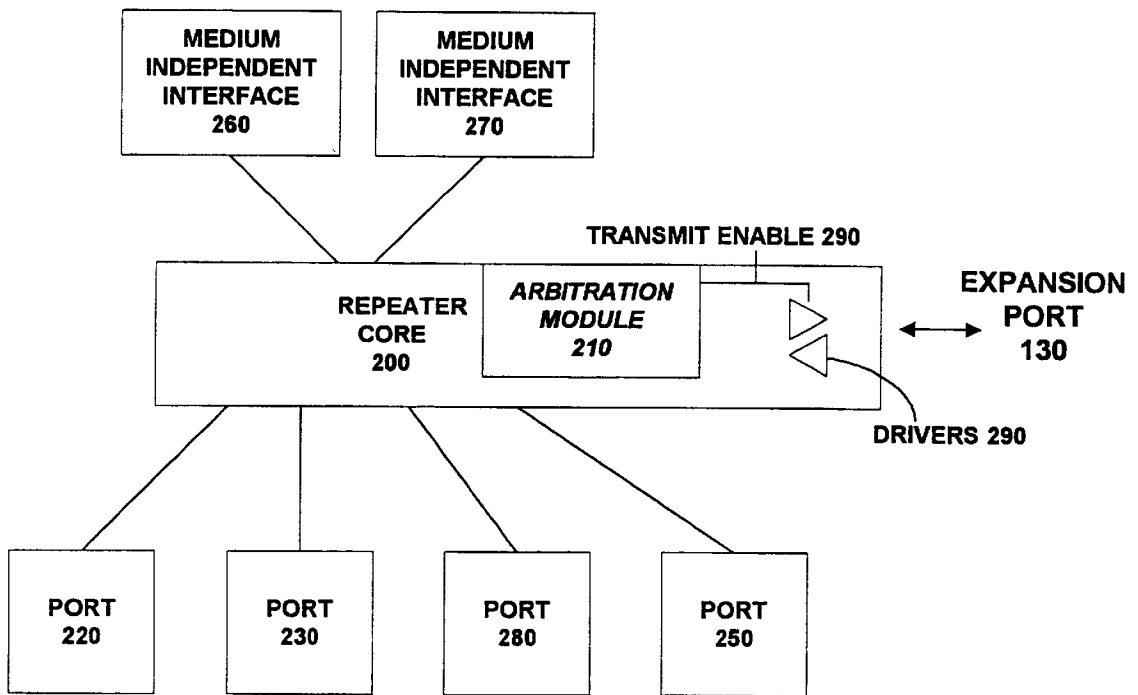 MEDIUM
INDEPENDENT
INTERFACE
260
MEDIUM
INDEPENDENT
INTERFACE
270
TRANSMIT ENABLE 290
REPEATER
CORE
200
ARBITRATION
MODULE
210
EXPANSION
PORT
130
DRIVERS 290
PORT
220
PORT
230
PORT
280
PORT
250